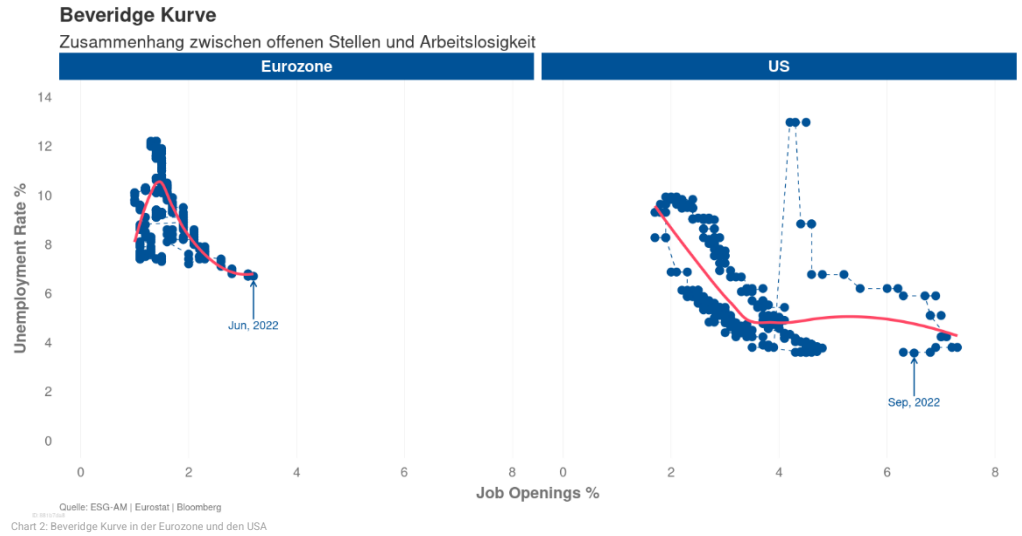 Beveridge Kurve
Zusammenhang zwischen offenen Stellen und Arbeitslosigkeit
Eurozone
US
Unemployment Rate %
14
12
10
8
6
4
2
0
Jun, 2022
Sep, 2022
0 2 4 6 8
0 2 4 6 8
Job Openings %
Quelle: ESG-AM | Eurostat | Bloomberg
Chart 2: Beveridge Kurve in der Eurozone und den USA